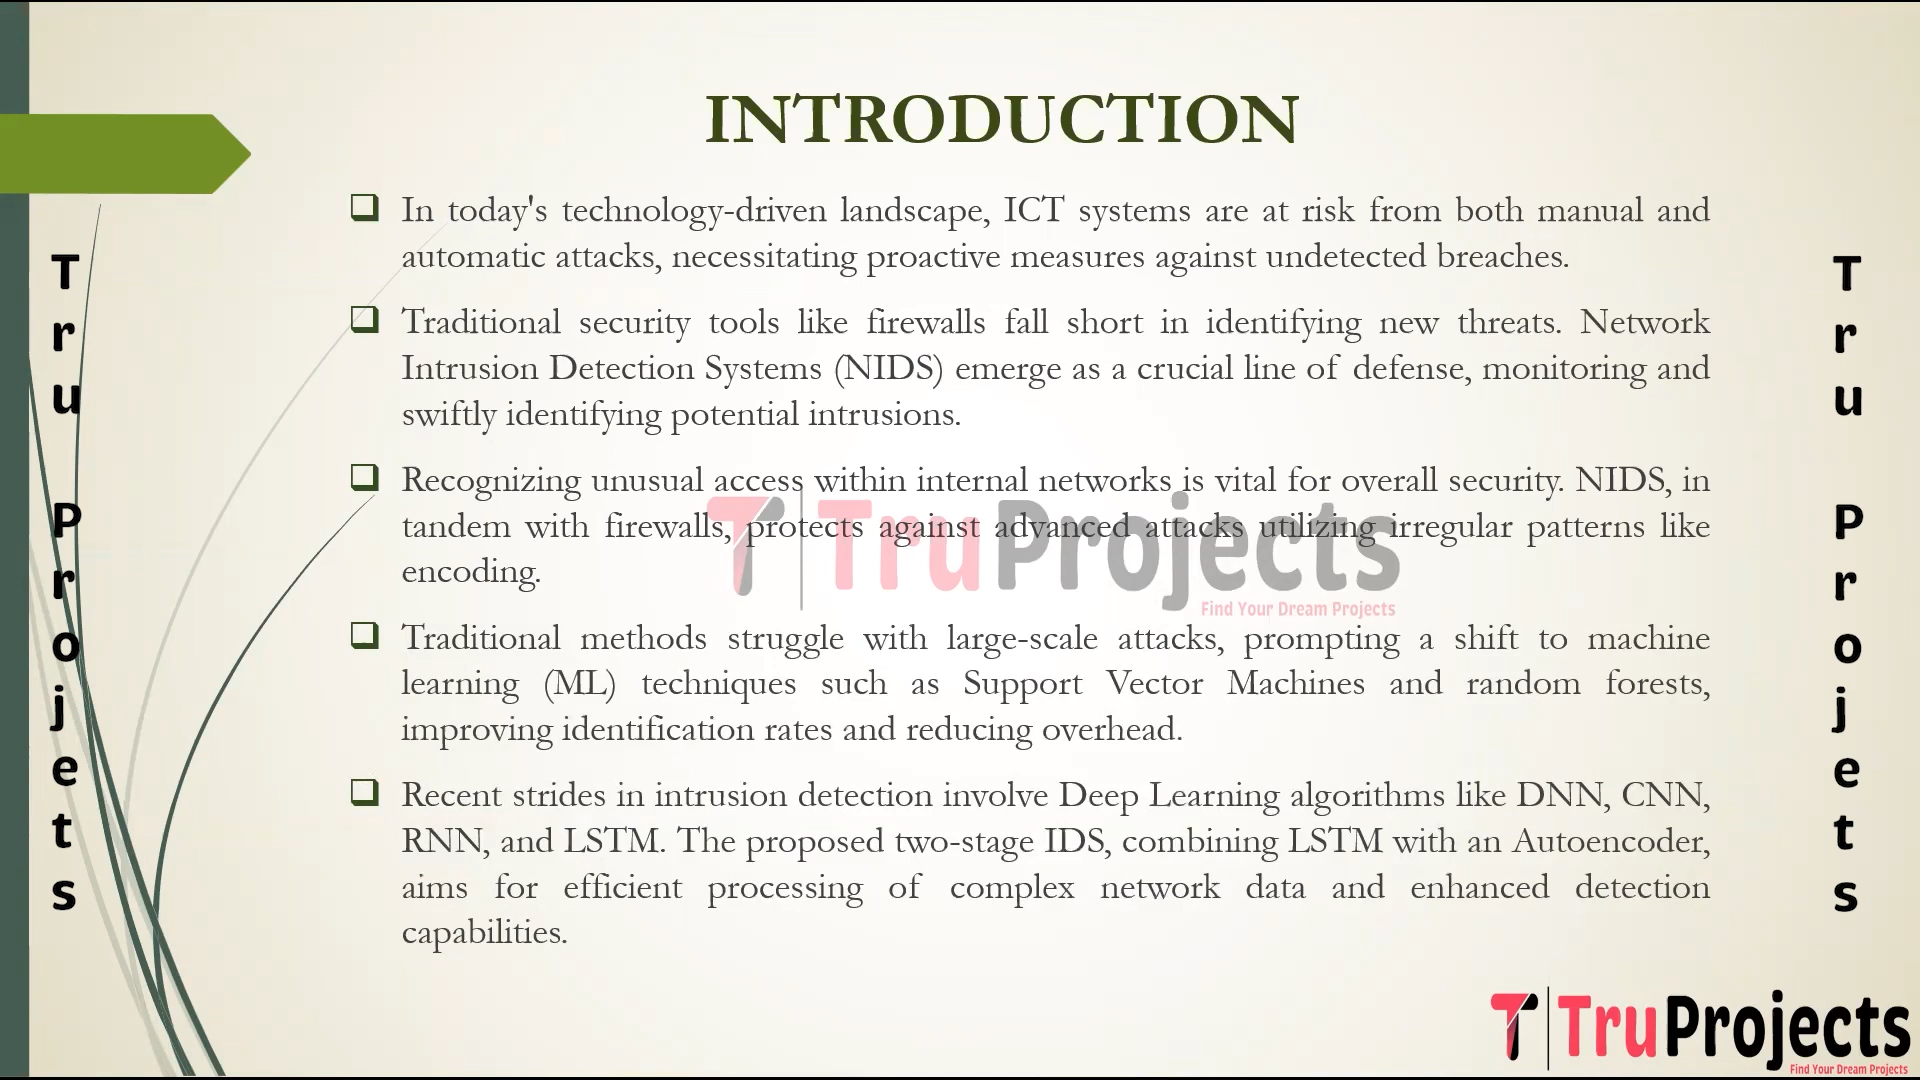 INTRODUCTION
In today's technology-driven landscape, ICT systems are at risk from both manual and
automatic attacks, necessitating proactive measures against undetected breaches.
Traditional security tools like firewalls fall short in identifying new threats. Network
Intrusion Detection Systems (NIDS) emerge as a crucial line of defense, monitoring and
swiftly identifying potential intrusions.
Recognizing unusual access within internal networks is vital for overall security. NIDS, in
tandem with firewalls, protects against advanced attacks utilizing irregular patterns like
encoding.
Traditional methods struggle with large-scale attacks, prompting a shift to machine
learning (ML) techniques such as Support Vector Machines and random forests,
improving identification rates and reducing overhead.
Recent strides in intrusion detection involve Deep Learning algorithms like DNN, CNN,
RNN, and LSTM. The proposed two-stage IDS, combining LSTM with an Autoencoder,
aims for efficient processing of complex network data and enhanced detection
capabilities.
Tru Projets
Tru Projets
TruProjects
Find Your Dream Projects
TruProjects
Find Your Dream Projects